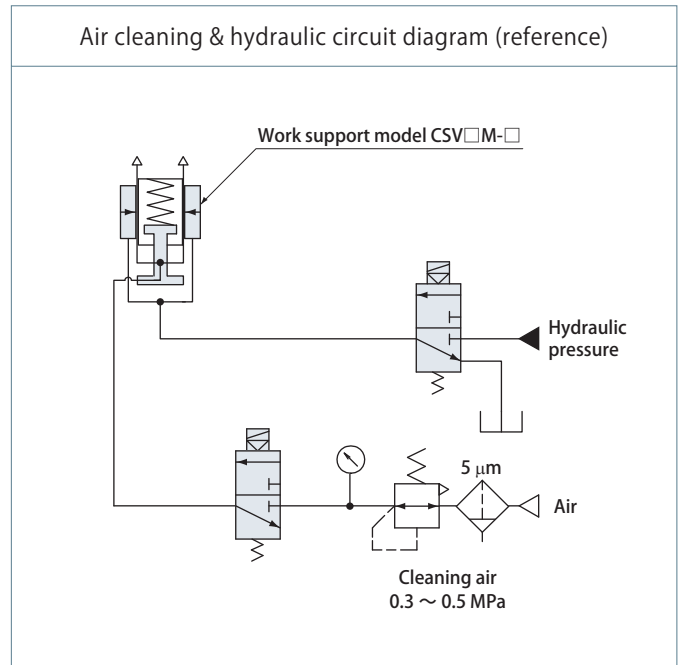 Air cleaning & hydraulic circuit diagram (reference)
Work support model CSV□M-□
Hydraulic
pressure
5 μm
Air
Cleaning air
0.3 ～ 0.5 MPa